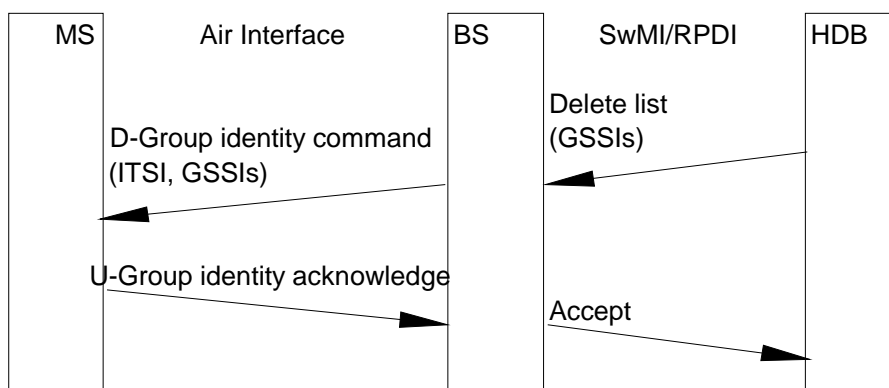 MS
Air Interface
BS
SwMI/RPDI
HDB
Delete list
(GSSIs)
D-Group identity command
(ITSI, GSSIs)
U-Group identity acknowledge
Accept